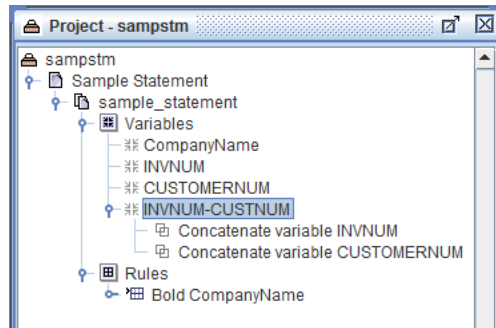 Project - sampstm
sampstm
Sample Statement
sample_statement
Variables
CompanyName
INVNUM
CUSTOMERNUM
INVNUM-CUSTNUM
Concatenate variable INVNUM
Concatenate variable CUSTOMERNUM
Rules
Bold CompanyName